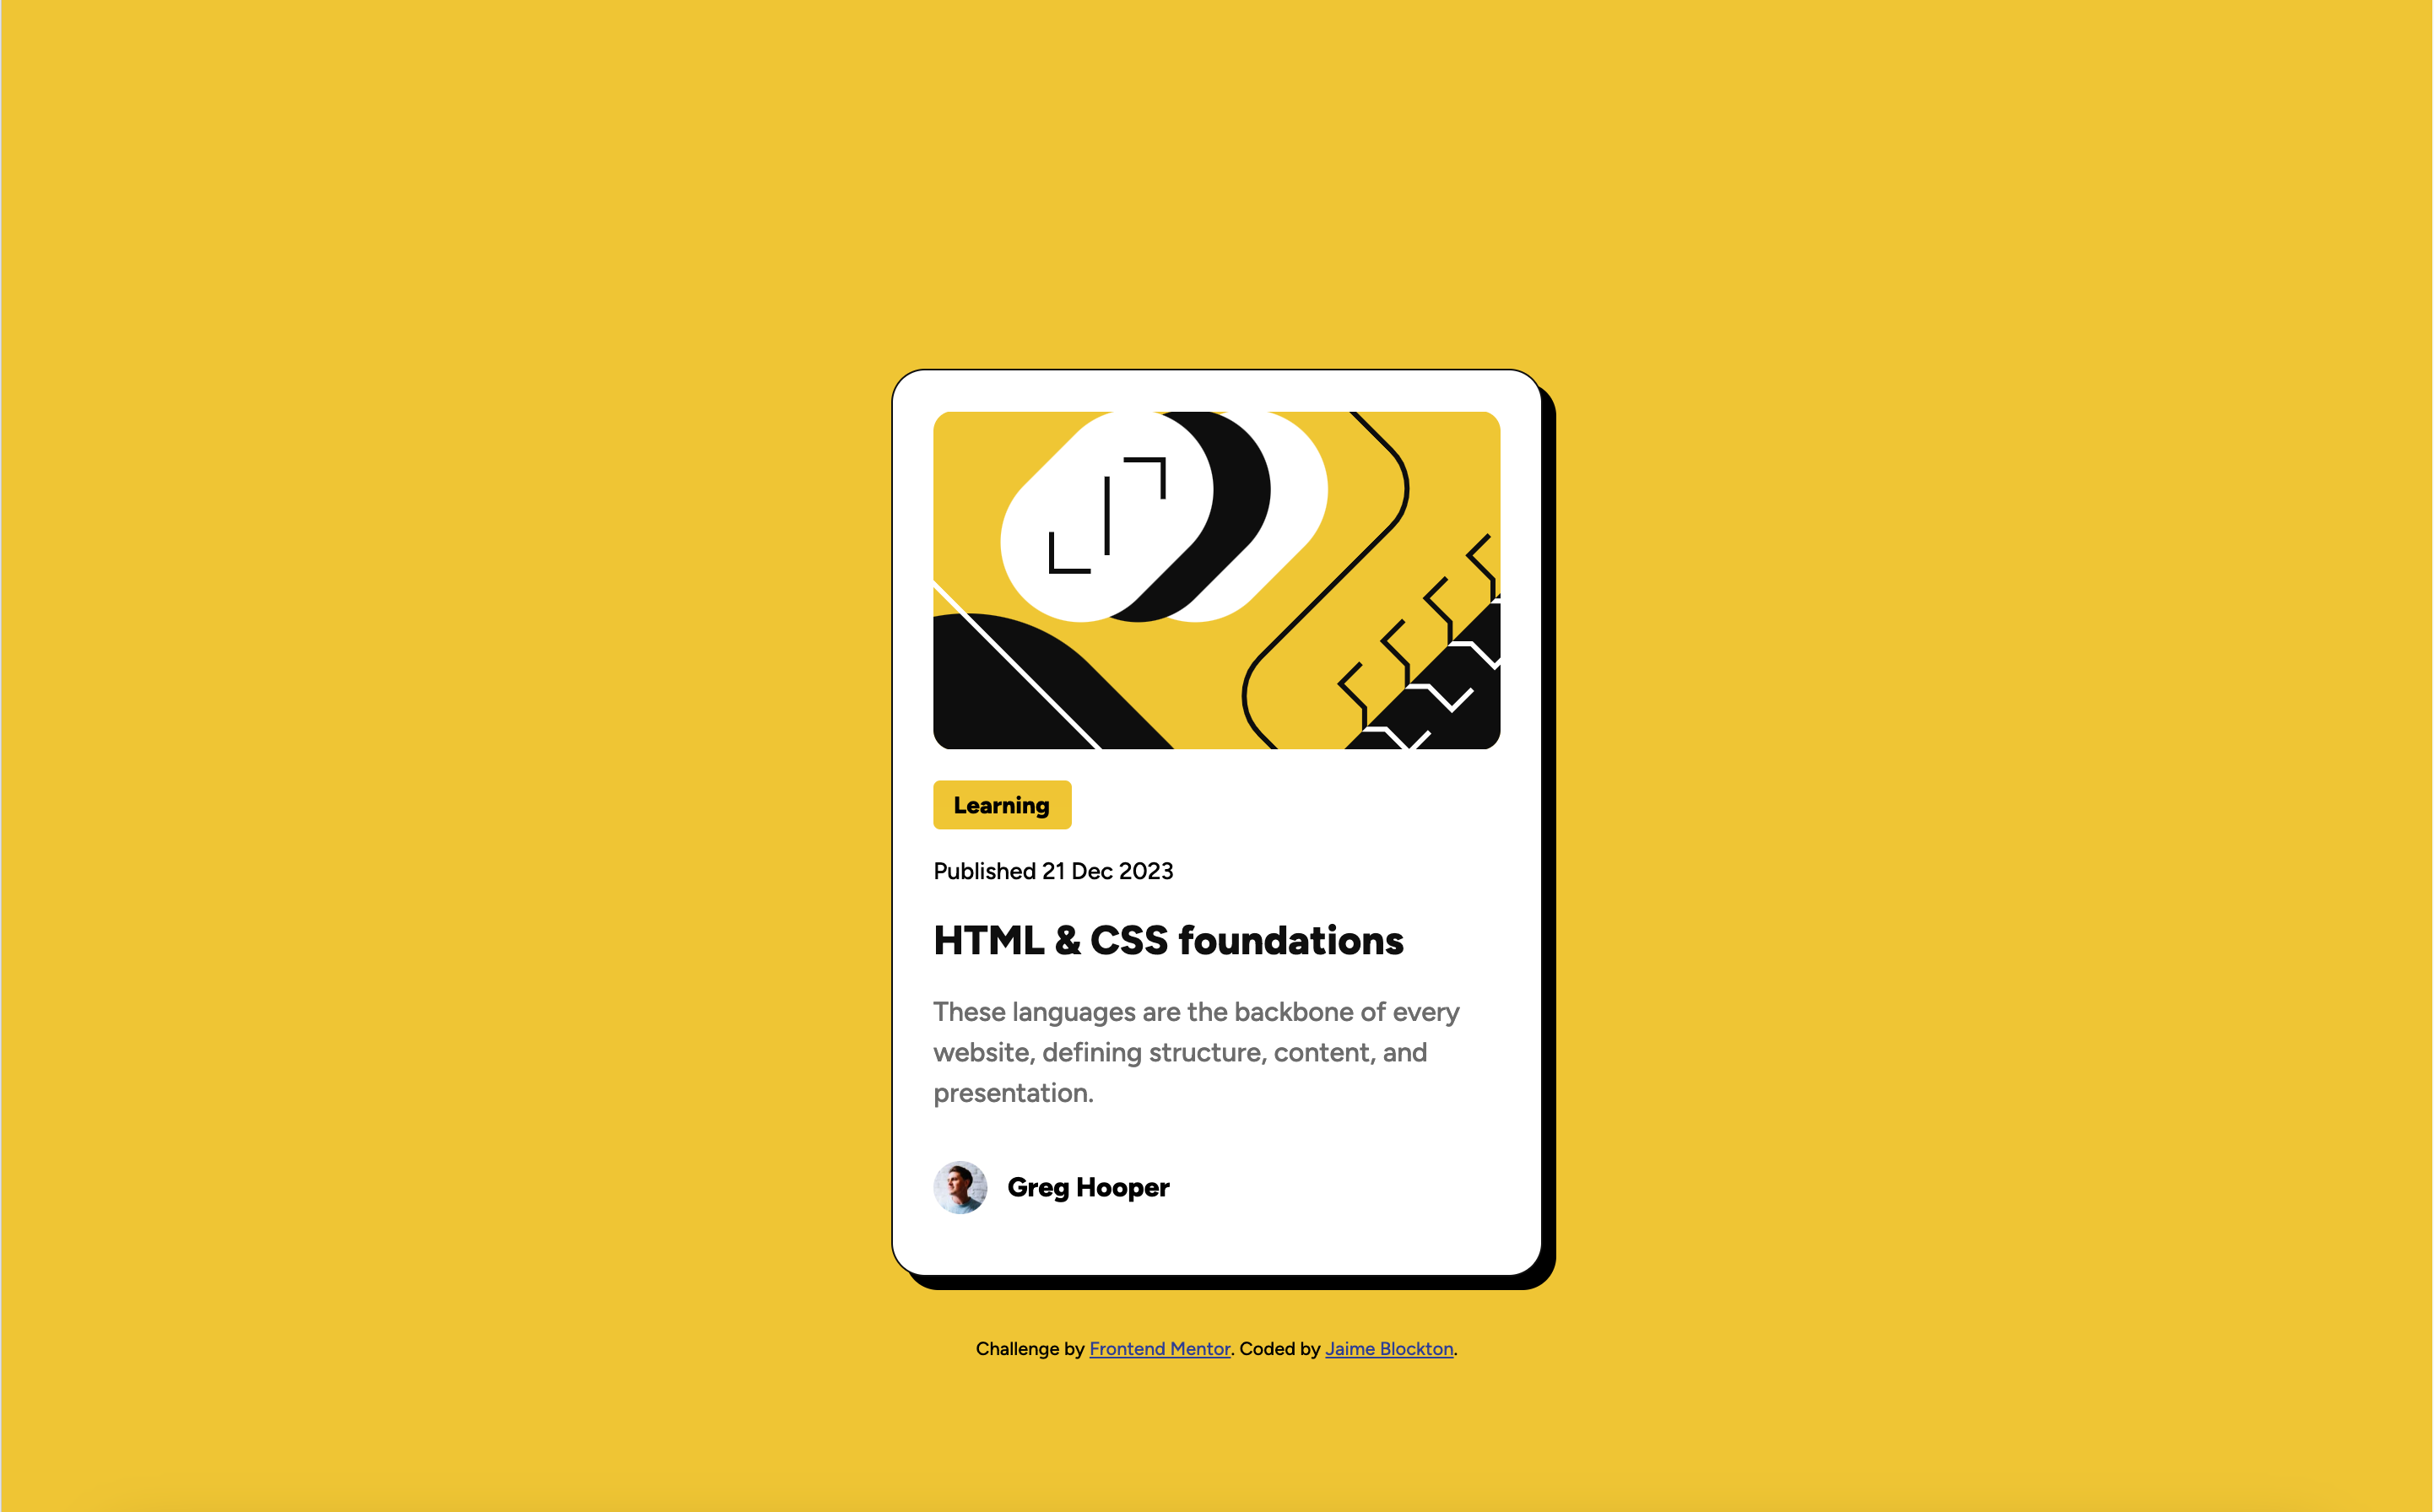 Learning
Published 21 Dec 2023
HTML & CSS foundations
These languages are the backbone of every
website, defining structure, content, and
presentation.
Greg Hooper
Challenge by Frontend Mentor. Coded by Jaime Blockton.